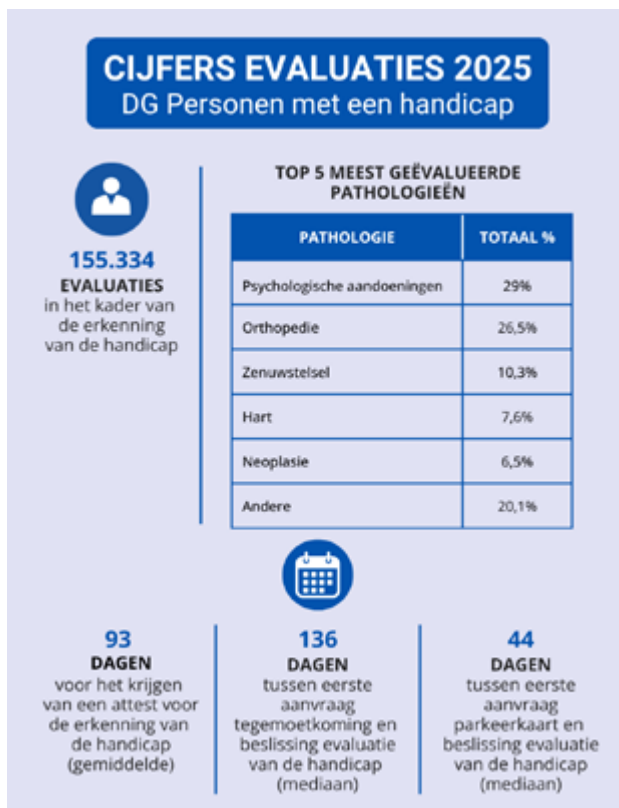 CIJFERS EVALUATIES 2025
DG Personen met een handicap
155.334
EVALUATIES
in het kader van
de erkenning
van de handicap
TOP 5 MEEST GEËVALUEERDE
PATHOLOGIEËN
PATHOLOGIE TOTAAL %
Psychologische aandoeningen 29%
Orthopedie 26,5%
Zenuwstelsel 10,3%
Hart 7,6%
Neoplasie 6,5%
Andere 20,1%
93
DAGEN
voor het krijgen
van een attest voor
de erkenning van
de handicap
(gemiddelde)
136
DAGEN
tussen eerste
aanvraag
tegemoetkoming en
beslissing evaluatie
van de handicap
(mediaan)
44
DAGEN
tussen eerste
aanvraag
parkeerkaart en
beslissing evaluatie
van de handicap
(mediaan)